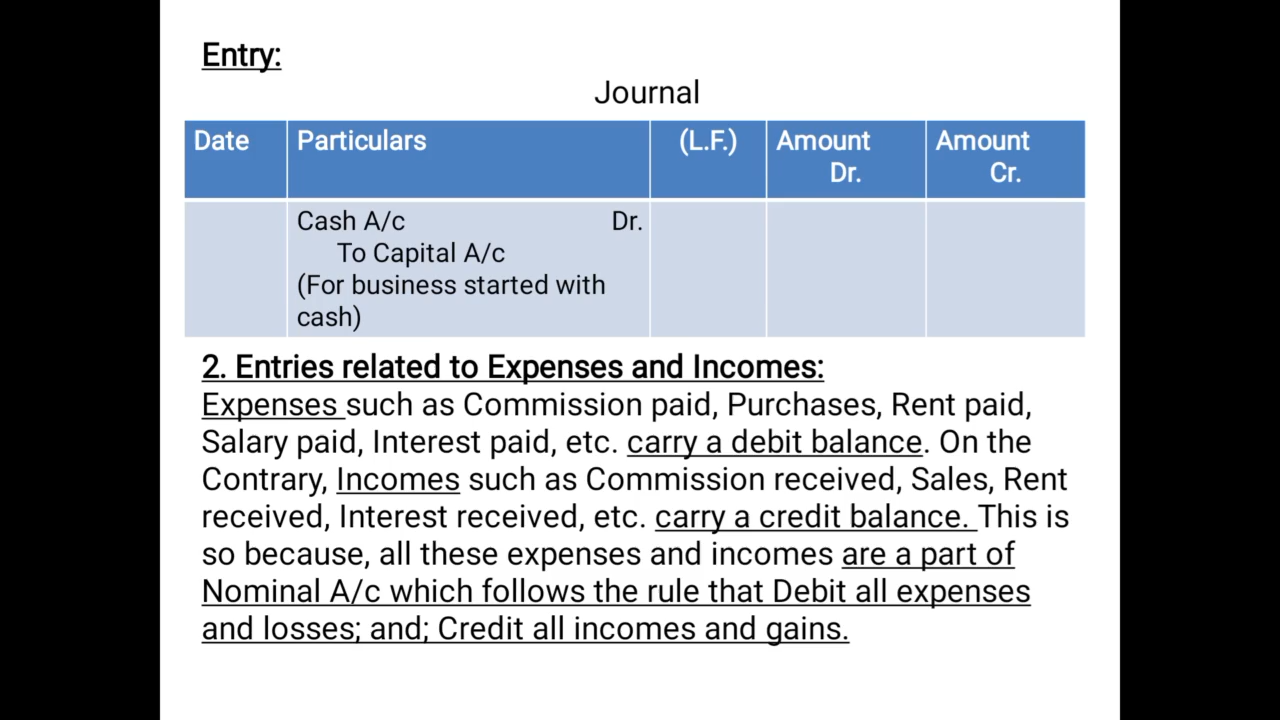 Entry:
Journal
Date Particulars (L.F.) Amount Amount
Dr. Cr.
Cash A/c Dr.
To Capital A/c
(For business started with
cash)
2. Entries related to Expenses and Incomes:
Expenses such as Commission paid, Purchases, Rent paid,
Salary paid, Interest paid, etc. carry a debit balance. On the
Contrary, Incomes such as Commission received, Sales, Rent
received, Interest received, etc. carry a credit balance. This is
so because, all these expenses and incomes are a part of
Nominal A/c which follows the rule that Debit all expenses
and losses; and; Credit all incomes and gains.